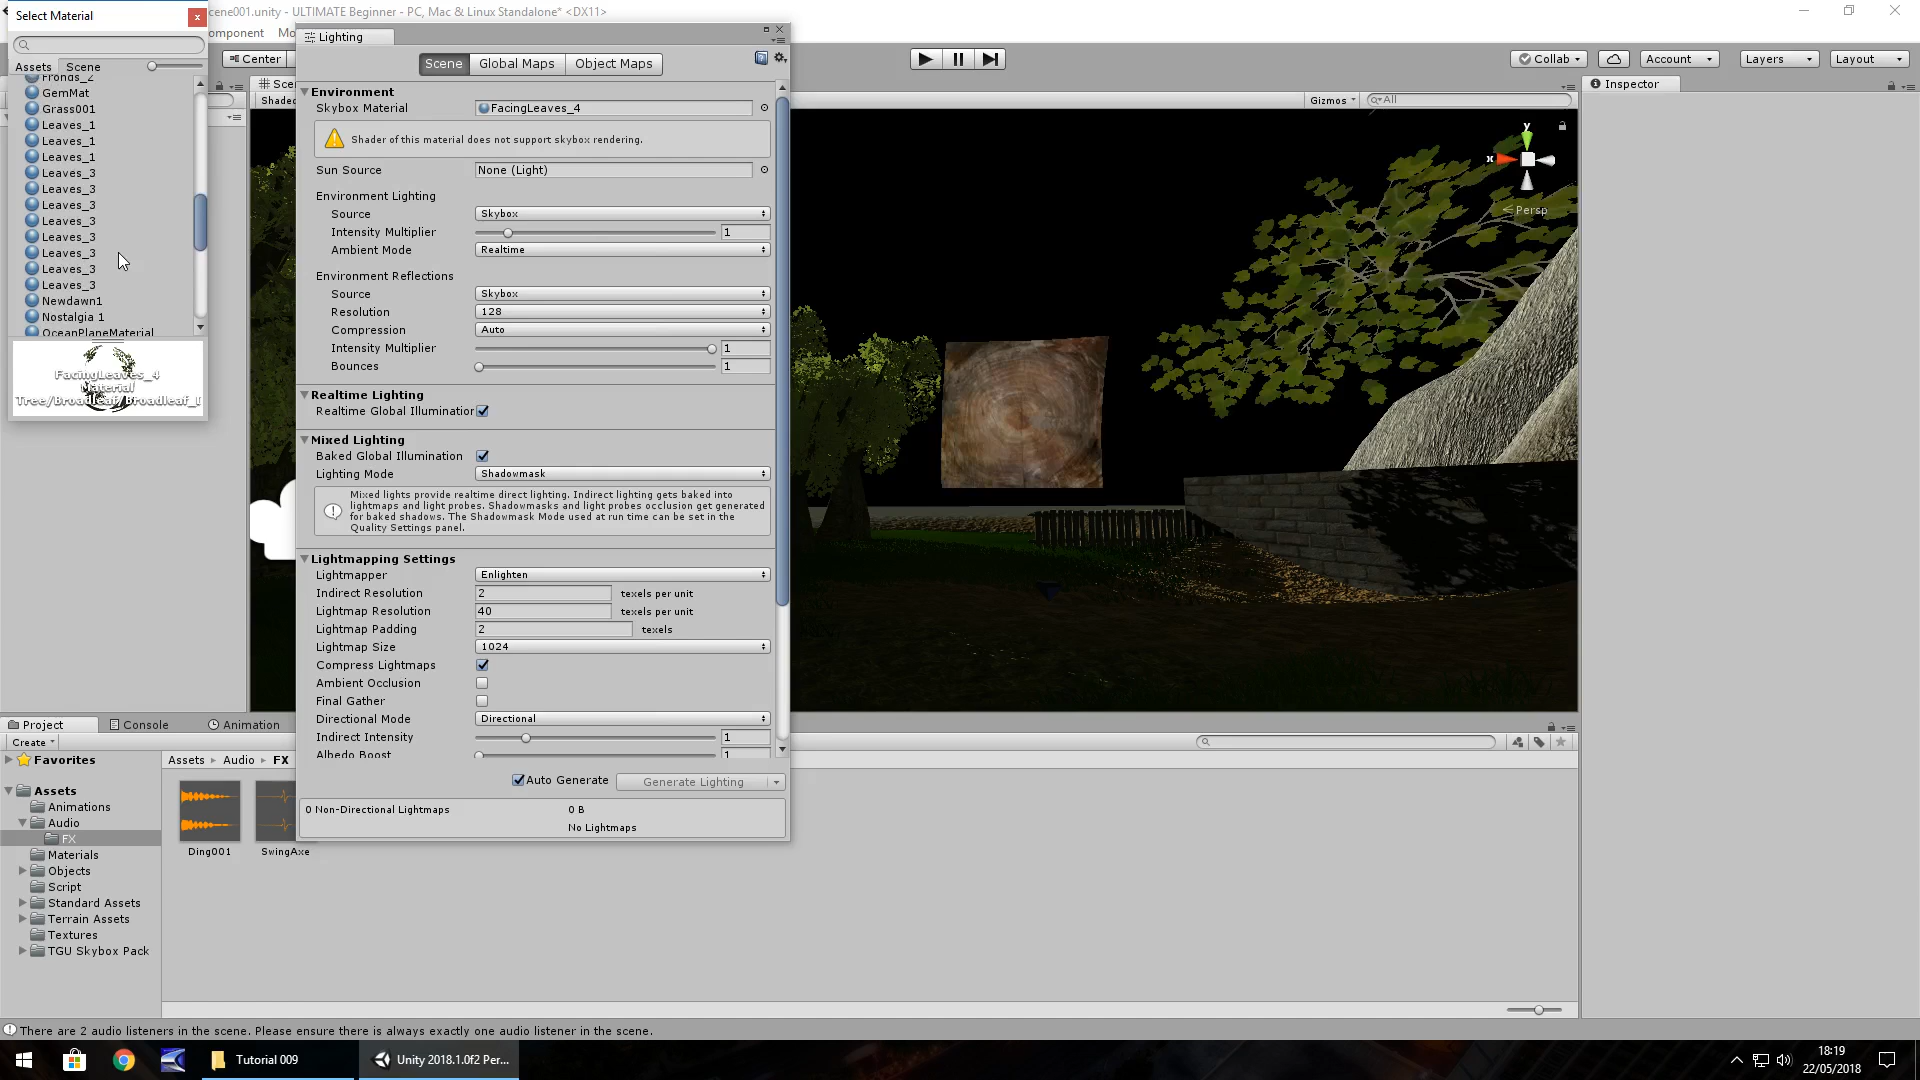 Select Material
x
cene001.unity - ULTIMATE Beginner - PC, Mac & Linux Standalone* <DX11>
omponent Mo
Lighting
Center
Collab
Account
Layers
Layout
Assets Scene
Scene
Global Maps
Object Maps
Scen
Inspector
Fronds_2
GemMat
Grass001
Leaves_1
Leaves_1
Leaves_1
Leaves_3
Leaves_3
Leaves_3
Leaves_3
Leaves_3
Leaves_3
Leaves_3
Leaves_3
Newdawn1
Nostalgia 1
OceanPlaneMaterial
FacingLeaves_4
Material
Tree/Broadleaf/Broadleaf_L
Shaded
Gizmos
All
Environment
Skybox Material FacingLeaves_4
Shader of this material does not support skybox rendering.
Sun Source None (Light)
Environment Lighting
Source Skybox
Intensity Multiplier 1
Ambient Mode Realtime
Environment Reflections
Source Skybox
Resolution 128
Compression Auto
Intensity Multiplier 1
Bounces 1
Realtime Lighting
Realtime Global Illumination
Mixed Lighting
Baked Global Illumination
Lighting Mode Shadowmask
Mixed lights provide realtime direct lighting. Indirect lighting gets baked into
lightmaps and light probes. Shadowmasks and light probes occlusion get generated
for baked shadows. The Shadowmask Mode used at run time can be set in the
Quality Settings panel.
Lightmapping Settings
Lightmapper Enlighten
Indirect Resolution 2 texels per unit
Lightmap Resolution 40 texels per unit
Lightmap Padding 2 texels
Lightmap Size 1024
Compress Lightmaps
Ambient Occlusion
Final Gather
Directional Mode Directional
Indirect Intensity 1
Albedo Boost 1
Auto Generate Generate Lighting
0 Non-Directional Lightmaps 0 B
No Lightmaps
y
x
Persp
Project
Console
Animation
Create
Favorites
Assets
Animations
Audio
FX
Materials
Objects
Script
Standard Assets
Terrain Assets
Textures
TGU Skybox Pack
Assets Audio FX
Ding001
SwingAxe
There are 2 audio listeners in the scene. Please ensure there is always exactly one audio listener in the scene.
Tutorial 009
Unity 2018.1.0f2 Per...
18:19
22/05/2018